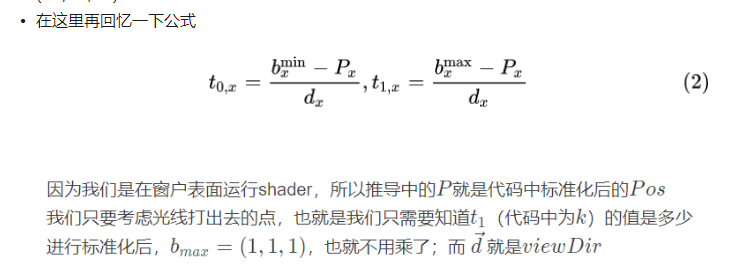 (
• 在这里再回忆一下公式
t_{0,x} = \frac{b_x^{\min} - P_x}{d_x}, t_{1,x} = \frac{b_x^{\max} - P_x}{d_x} (2)
因为我们是在窗户表面运行shader，所以推导中的P就是代码中标准化后的Pos
我们只要考虑光线打出去的点，也就是我们只需要知道t_1（代码中为k）的值是多少
进行标准化后，b_{max} = (1, 1, 1)，也就不用乘了；而 \vec{d} 就是viewDir